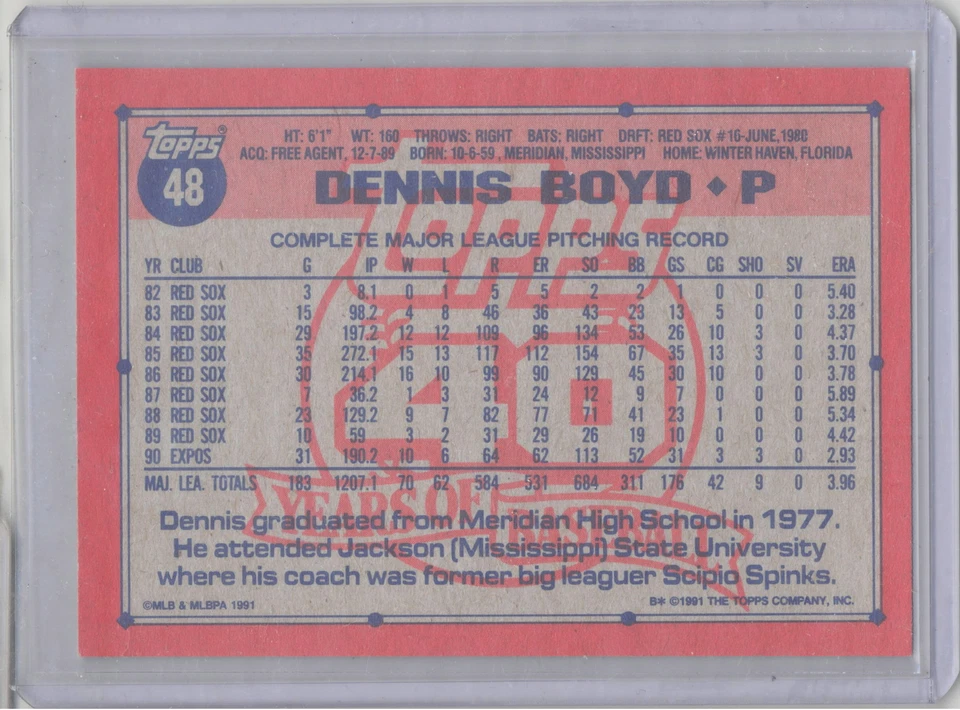 TOPPS®
48
HT: 6'1" WT: 160 THROWS: RIGHT BATS: RIGHT DRFT: RED SOX #16-JUNE, 1980
ACQ: FREE AGENT, 12-7-89 BORN: 10-6-59, MERIDIAN, MISSISSIPPI HOME: WINTER HAVEN, FLORIDA
DENNIS BOYD ◆ P
TOPPS
40
YEARS OF BASEBALL
COMPLETE MAJOR LEAGUE PITCHING RECORD
YR CLUB G IP W L R ER SO BB GS CG SHO SV ERA
82 RED SOX 3 8.1 0 1 5 5 2 2 1 0 0 0 5.40
83 RED SOX 15 98.2 4 8 46 36 43 23 13 5 0 0 3.28
84 RED SOX 29 197.2 12 12 109 96 134 53 26 10 3 0 4.37
85 RED SOX 35 272.1 15 13 117 112 154 67 35 13 3 0 3.70
86 RED SOX 30 214.1 16 10 99 90 129 45 30 10 0 0 3.78
87 RED SOX 7 36.2 1 3 31 24 12 9 7 0 0 0 5.89
88 RED SOX 23 129.2 9 7 82 77 71 41 23 1 0 0 5.34
89 RED SOX 10 59 3 2 31 29 26 19 10 0 0 0 4.42
90 EXPOS 31 190.2 10 6 64 62 113 52 31 3 3 0 2.93
MAJ. LEA. TOTALS 183 1207.1 70 62 584 531 684 311 176 42 9 0 3.96
Dennis graduated from Meridian High School in 1977.
He attended Jackson (Mississippi) State University
where his coach was former big leaguer Scipio Spinks.
©MLB & MLBPA 1991
B* ©1991 THE TOPPS COMPANY, INC.